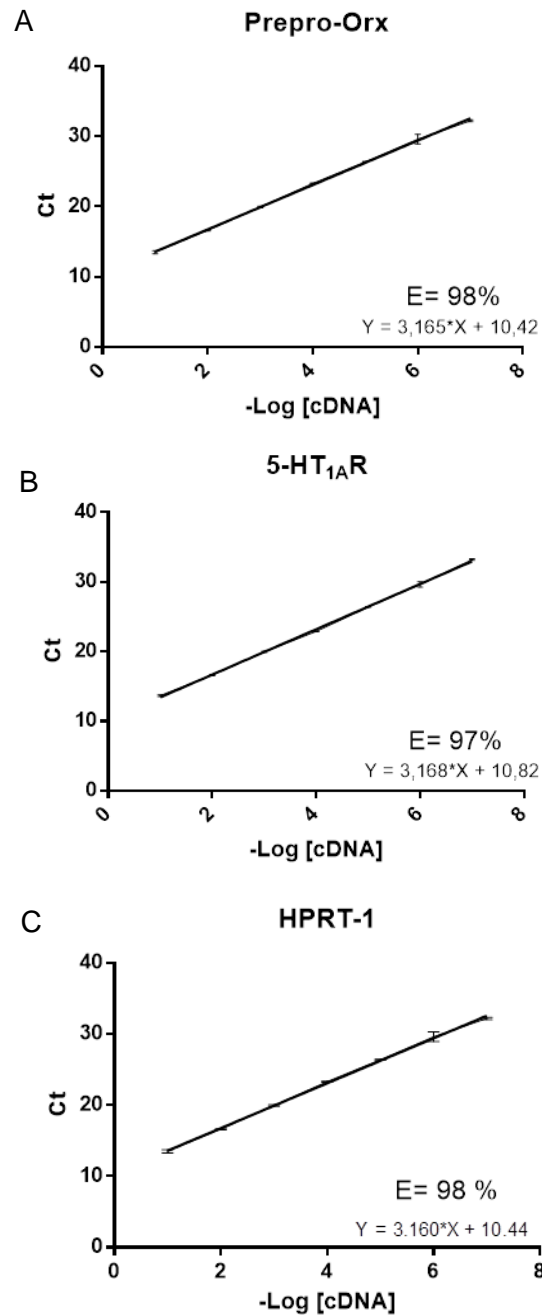 A
Prepro-Orx
40
30
20
10
0
Ct
E= 98%
Y = 3,165*X + 10,42
0 2 4 6 8
-Log [cDNA]
B
5-HT1AR
40
30
20
10
0
Ct
E= 97%
Y = 3,168*X + 10,82
0 2 4 6 8
-Log [cDNA]
C
HPRT-1
40
30
20
10
0
Ct
E= 98 %
Y = 3.160*X + 10.44
0 2 4 6 8
-Log [cDNA]